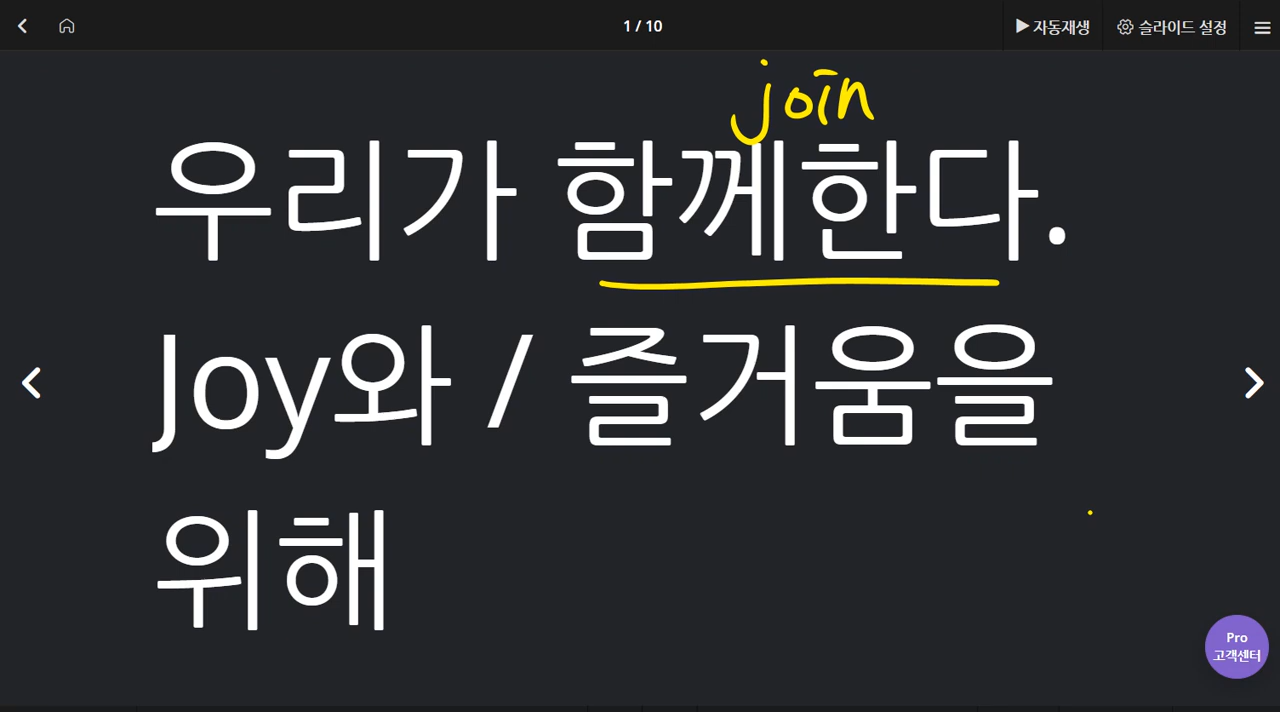 1 / 10
자동재생
슬라이드 설정
join
우리가 함께한다.
Joy와 / 즐거움을
위해
Pro
고객센터